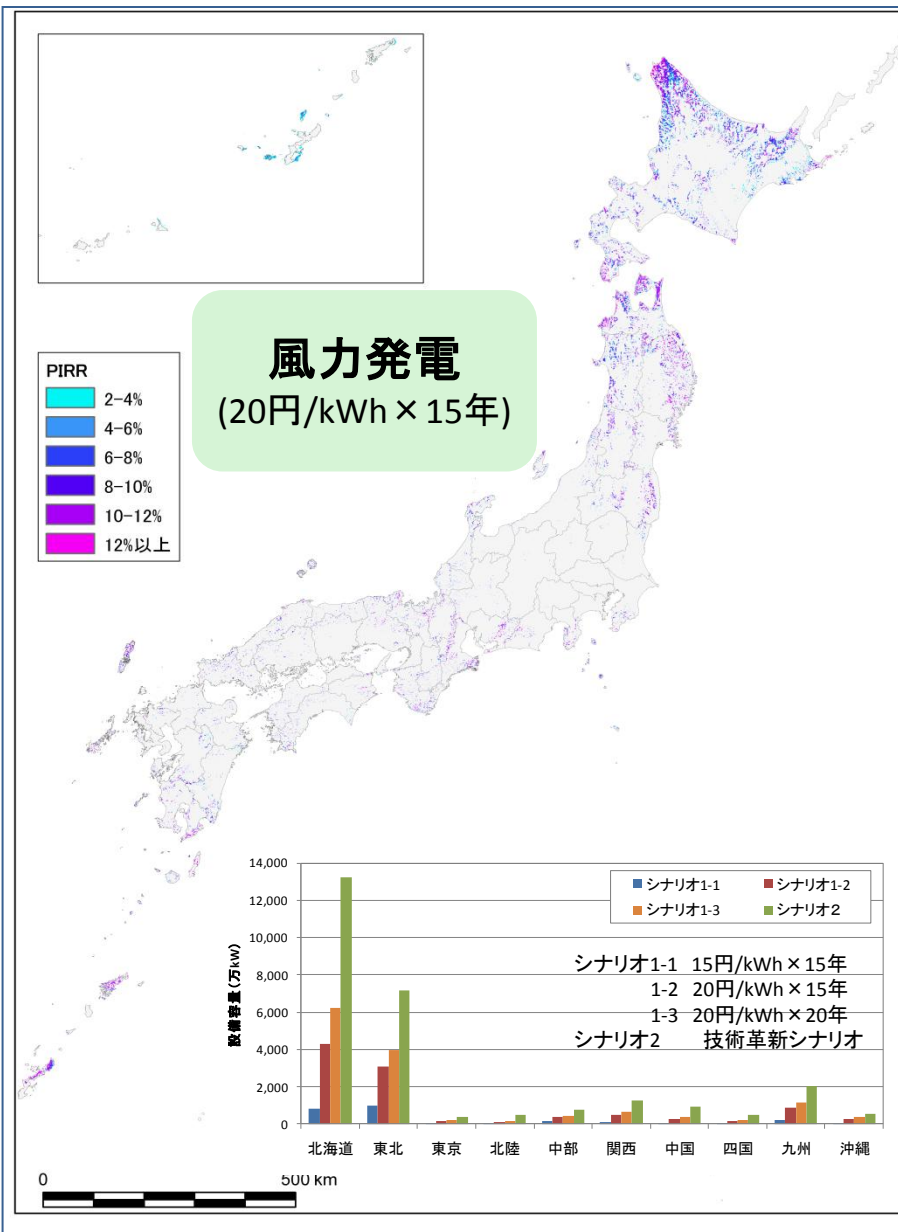 風力発電
(20円/kWh×15年)
PIRR
2-4%
4-6%
6-8%
8-10%
10-12%
12%以上
設備容量(万kW)
14,000
12,000
10,000
8,000
6,000
4,000
2,000
0
シナリオ1-1 シナリオ1-2
シナリオ1-3 シナリオ2
シナリオ1-1 15円/kWh×15年
1-2 20円/kWh×15年
1-3 20円/kWh×20年
シナリオ2 技術革新シナリオ
北海道 東北 東京 北陸 中部 関西 中国 四国 九州 沖縄
0 500 km